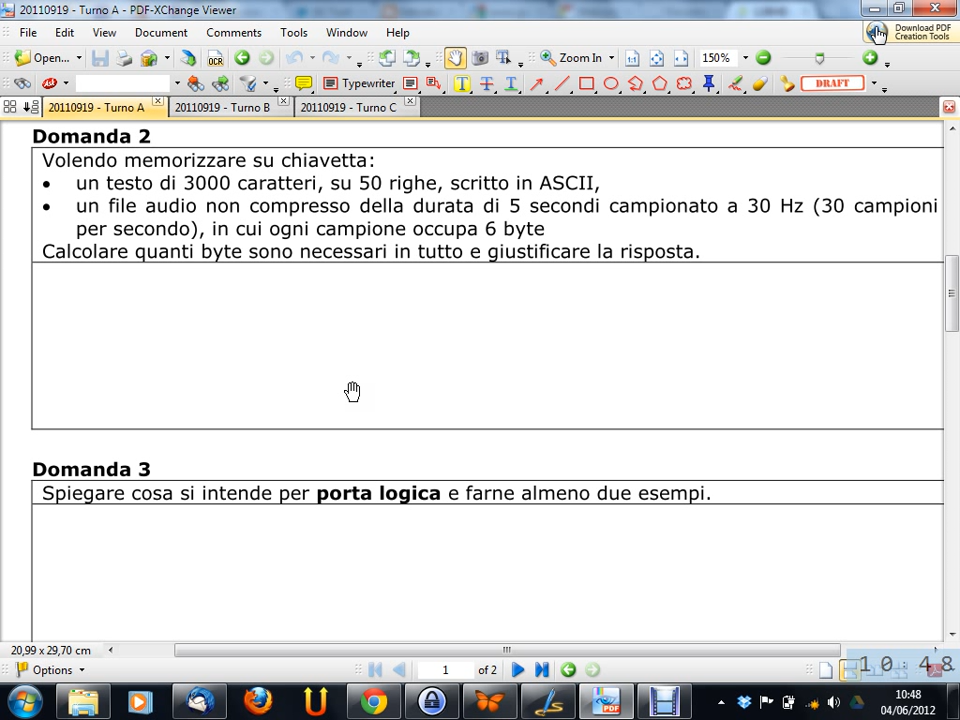 20110919 - Turno A - PDF-XChange Viewer
File Edit View Document Comments Tools Window Help
Download PDF
Creation Tools
Open... OCR Zoom In 150%
Typewriter DRAFT
20110919 - Turno A 20110919 - Turno B 20110919 - Turno C
Domanda 2
Volendo memorizzare su chiavetta:
• un testo di 3000 caratteri, su 50 righe, scritto in ASCII,
• un file audio non compresso della durata di 5 secondi campionato a 30 Hz (30 campioni
per secondo), in cui ogni campione occupa 6 byte
Calcolare quanti byte sono necessari in tutto e giustificare la risposta.
Domanda 3
Spiegare cosa si intende per porta logica e farne almeno due esempi.
20,99 x 29,70 cm
Options 1 of 2
10:48
PDF
10:48
04/06/2012